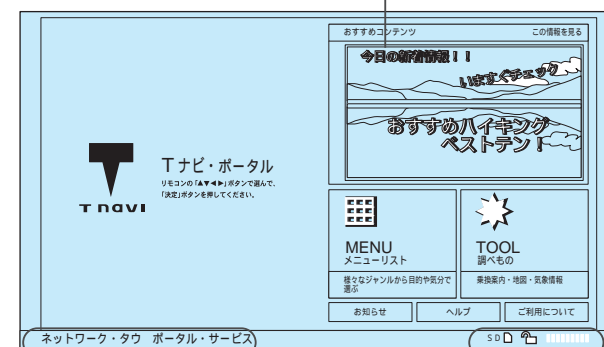 おすすめコンテンツ
この情報を見る
今日の新着情報！！
いますぐチェック
おすすめハイキング
ベストテン！
T navi
Tナビ・ポータル
リモコンの「▲▼◀▶」ボタンで選んで、
「決定」ボタンを押してください。
MENU
メニューリスト
様々なジャンルから目的や気分で
選ぶ
TOOL
調べもの
乗換案内・地図・気象情報
お知らせ
ヘルプ
ご利用について
ネットワーク・タウ ポータル・サービス
SD